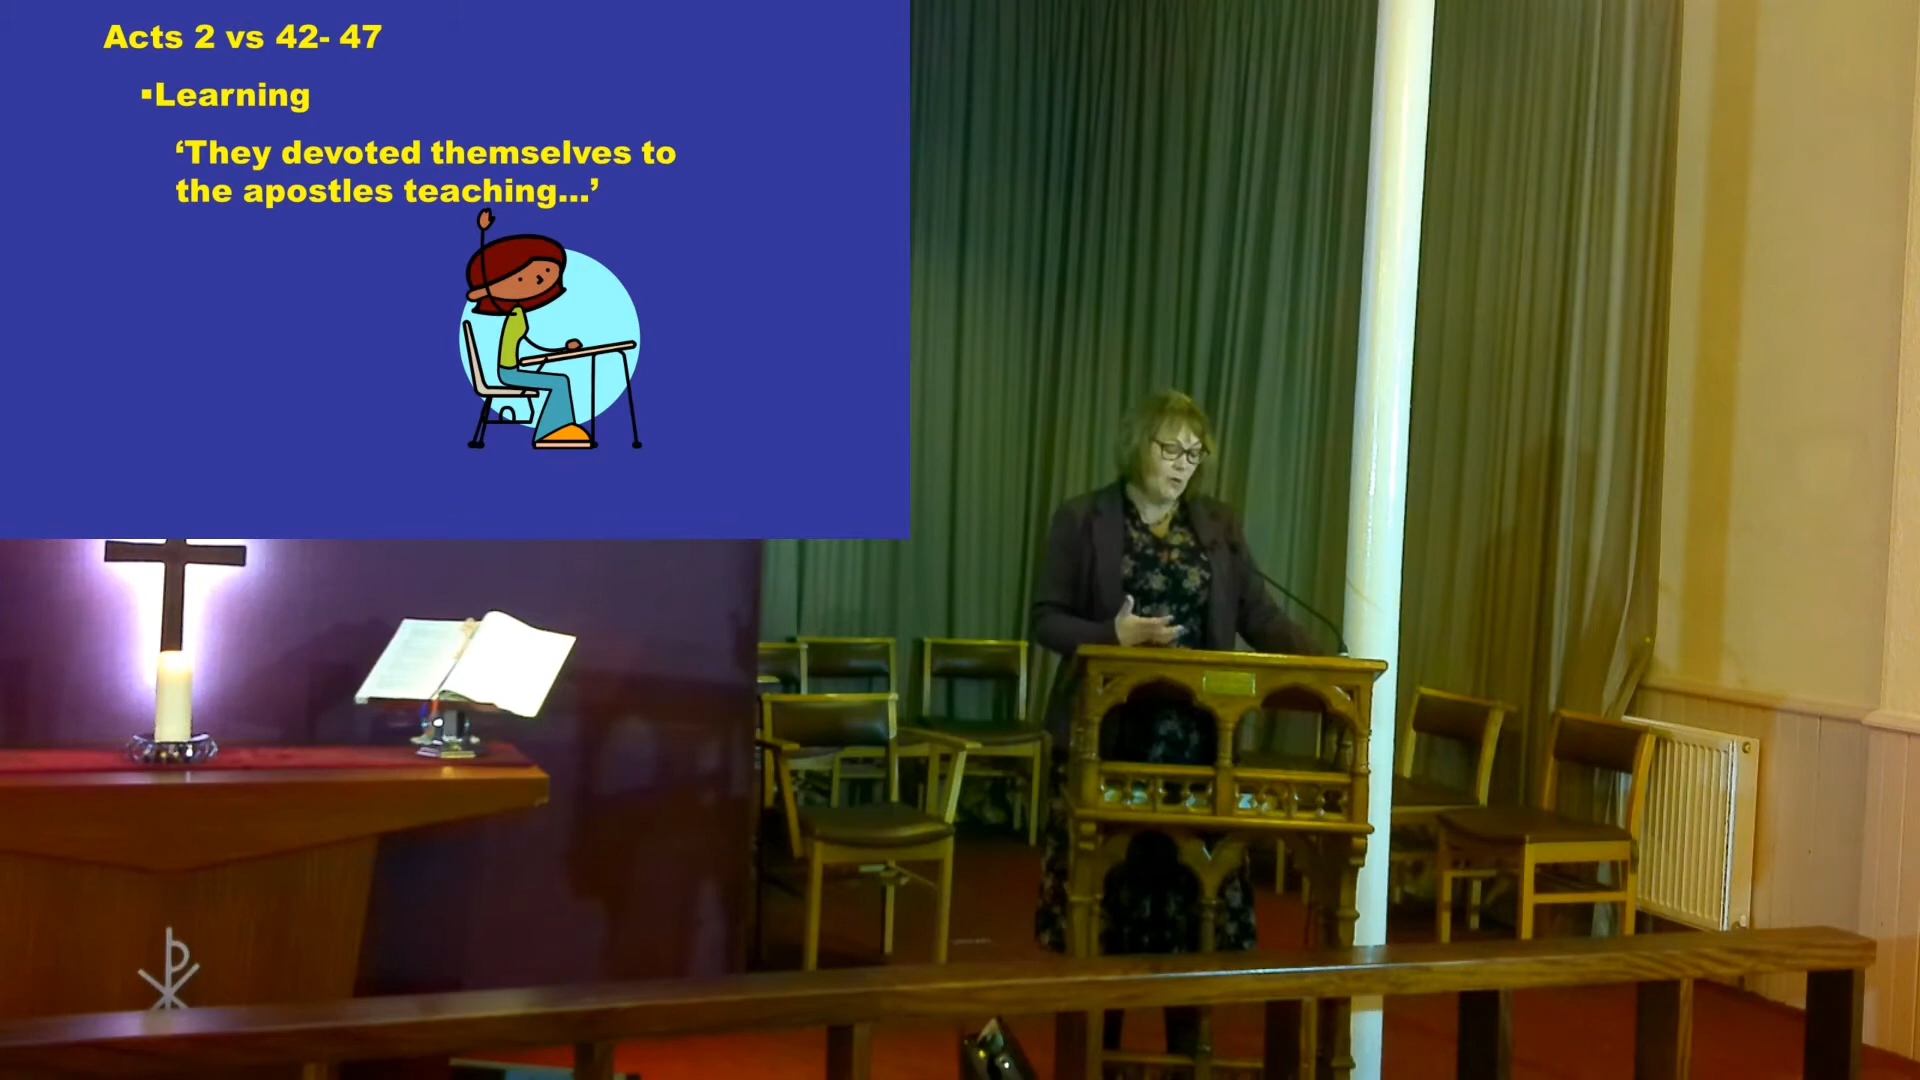 Acts 2 vs 42- 47
▪Learning
‘They devoted themselves to
the apostles teaching...’